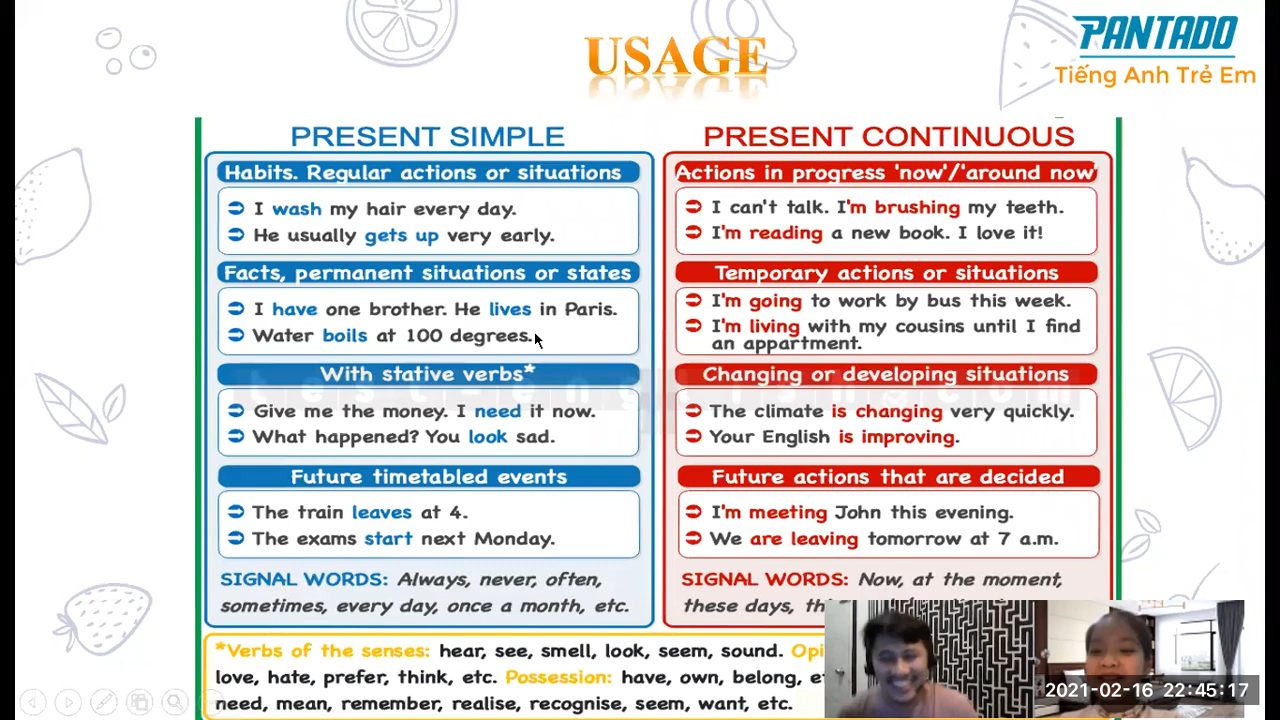 USAGE
PANTADO
Tiếng Anh Trẻ Em
PRESENT SIMPLE
Habits. Regular actions or situations
I wash my hair every day.
He usually gets up very early.
Facts, permanent situations or states
I have one brother. He lives in Paris.
Water boils at 100 degrees.
With stative verbs*
Give me the money. I need it now.
What happened? You look sad.
Future timetabled events
The train leaves at 4.
The exams start next Monday.
SIGNAL WORDS: Always, never, often,
sometimes, every day, once a month, etc.
PRESENT CONTINUOUS
Actions in progress 'now'/'around now'
I can't talk. I'm brushing my teeth.
I'm reading a new book. I love it!
Temporary actions or situations
I'm going to work by bus this week.
I'm living with my cousins until I find
an appartment.
Changing or developing situations
The climate is changing very quickly.
Your English is improving.
Future actions that are decided
I'm meeting John this evening.
We are leaving tomorrow at 7 a.m.
SIGNAL WORDS: Now, at the moment,
these days,
*Verbs of the senses: hear, see, smell, look, seem, sound.
love, hate, prefer, think, etc. Possession: have, own, belong,
need, mean, remember, realise, recognise, seem, want, etc.
2021-02-16 22:45:17